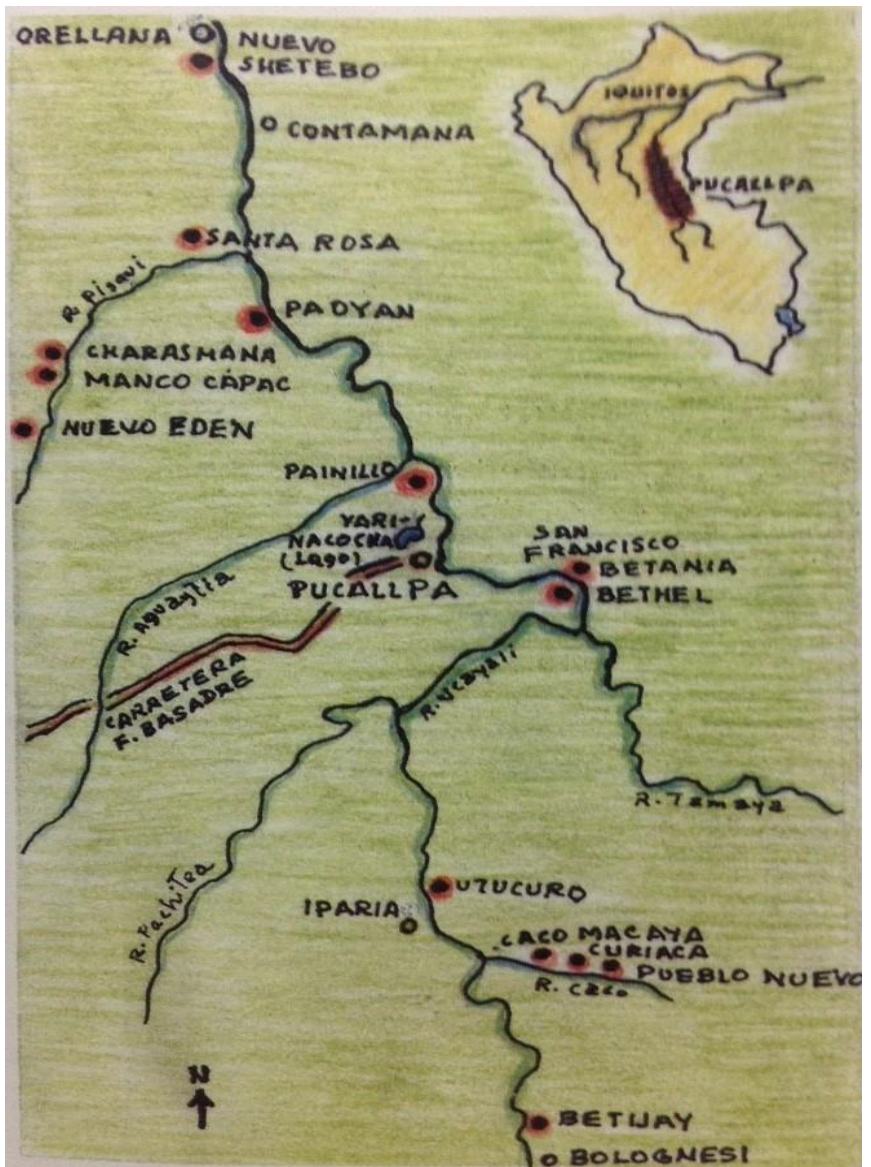 ORELLANA
NUEVO
SHETEBO
IQUITOS
CONTAMANA
PUCALLPA
SANTA ROSA
R. Pisqui
PAOYAN
CHARASMANA
MANCO CÁPAC
NUEVO EDEN
PAINILLO
YARI-
NACOCHA
(Lago)
PUCALLPA
SAN
FRANCISCO
BETANIA
BETHEL
R. Aguaytia
R. Ucayali
CARRETERA
F. BASADRE
R. Tamaya
R. Pachitea
UTUCURO
IPARIA
CACO MACAYA
CURIACA
PUEBLO NUEVO
R. Caco
N
BETIJAY
BOLOGNESI